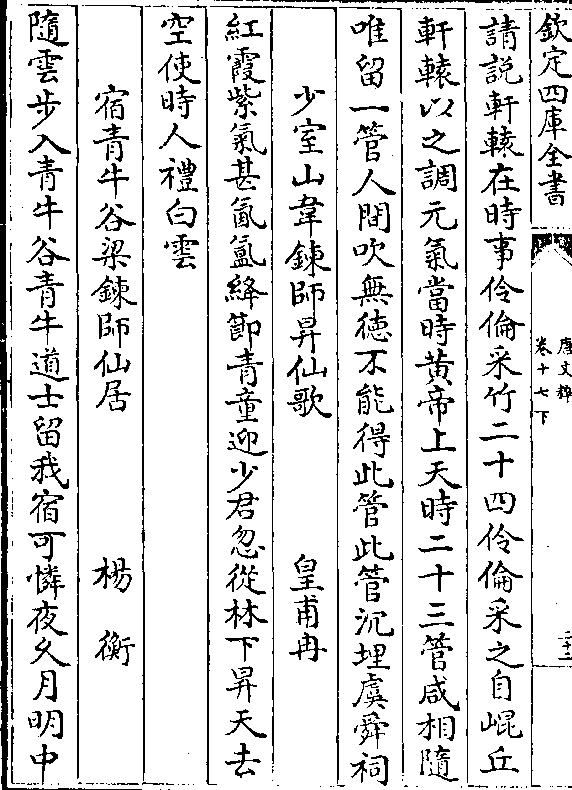 欽定四庫全書
唐文粹
卷十七下
請説軒轅在時事伶倫采竹二十四伶倫采之自崐丘
軒轅以之調元氣當時黄帝上天時二十三管咸相隨
唯留一管人間吹無徳不能得此管此管沉埋虞舜祠
少室山韋錬師昇仙歌 皇甫冉
紅霞紫氣甚氤氲絳節青童迎少君忽從林下昇天去
空使時人禮白雲
宿青牛谷梁錬師仙居 楊衡
隨雲步入青牛谷青牛道士留我宿可憐夜久月明中